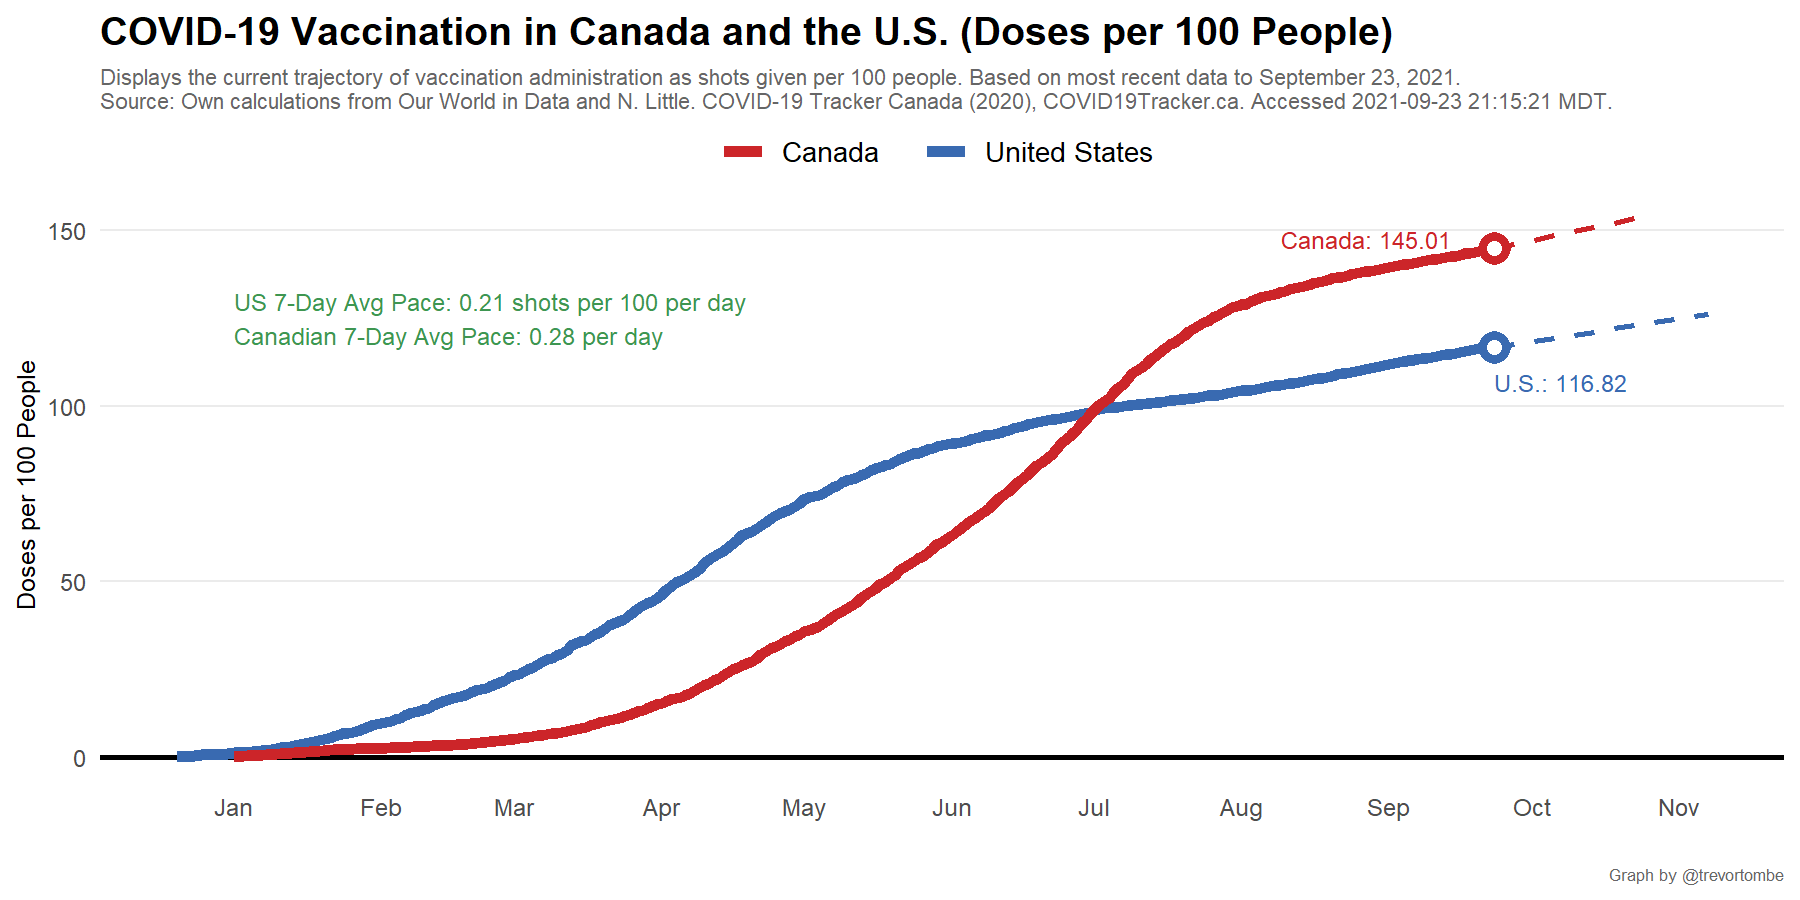 COVID-19 Vaccination in Canada and the U.S. (Doses per 100 People)
Displays the current trajectory of vaccination administration as shots given per 100 people. Based on most recent data to September 23, 2021.
Source: Own calculations from Our World in Data and N. Little. COVID-19 Tracker Canada (2020), COVID19Tracker.ca. Accessed 2021-09-23 21:15:21 MDT.
Canada United States
150
100
50
0
Doses per 100 People
US 7-Day Avg Pace: 0.21 shots per 100 per day
Canadian 7-Day Avg Pace: 0.28 per day
Canada: 145.01
U.S.: 116.82
Jan Feb Mar Apr May Jun Jul Aug Sep Oct Nov
Graph by @trevortombe